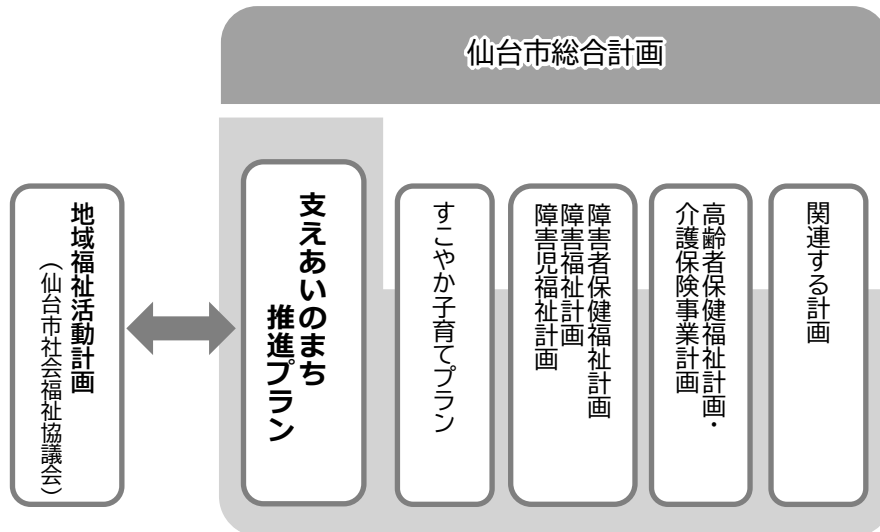 仙台市総合計画
地域福祉活動計画
（仙台市社会福祉協議会）
支えあいのまち
推進プラン
すこやか子育てプラン
障害者保健福祉計画
障害福祉計画
障害児福祉計画
高齢者保健福祉計画・
介護保険事業計画
関連する計画